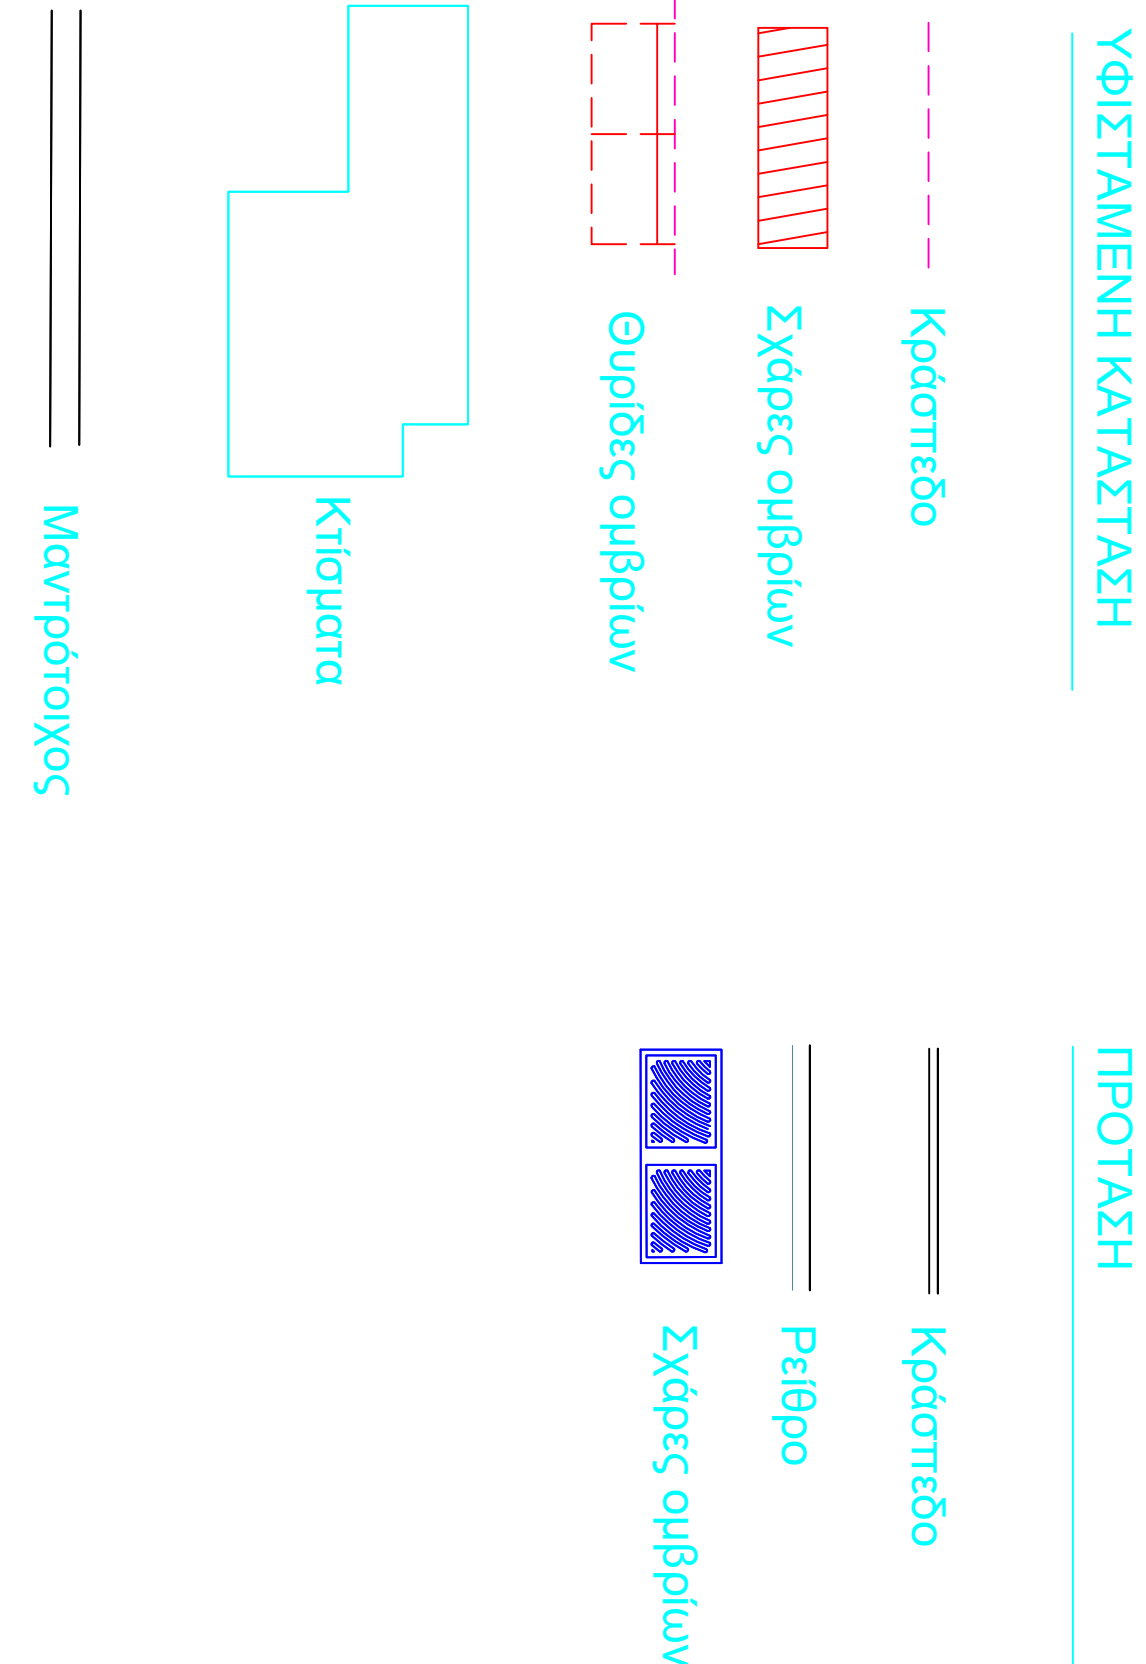 ΥΦΙΣΤΑΜΕΝΗ ΚΑΤΑΣΤΑΣΗ
Κράσπεδο
Σχάρες ομβρίων
Θυρίδες ομβρίων
Κτίσματα
Μαντρότοιχος
ΠΡΟΤΑΣΗ
Κράσπεδο
Ρείθρο
Σχάρες ομβρίων